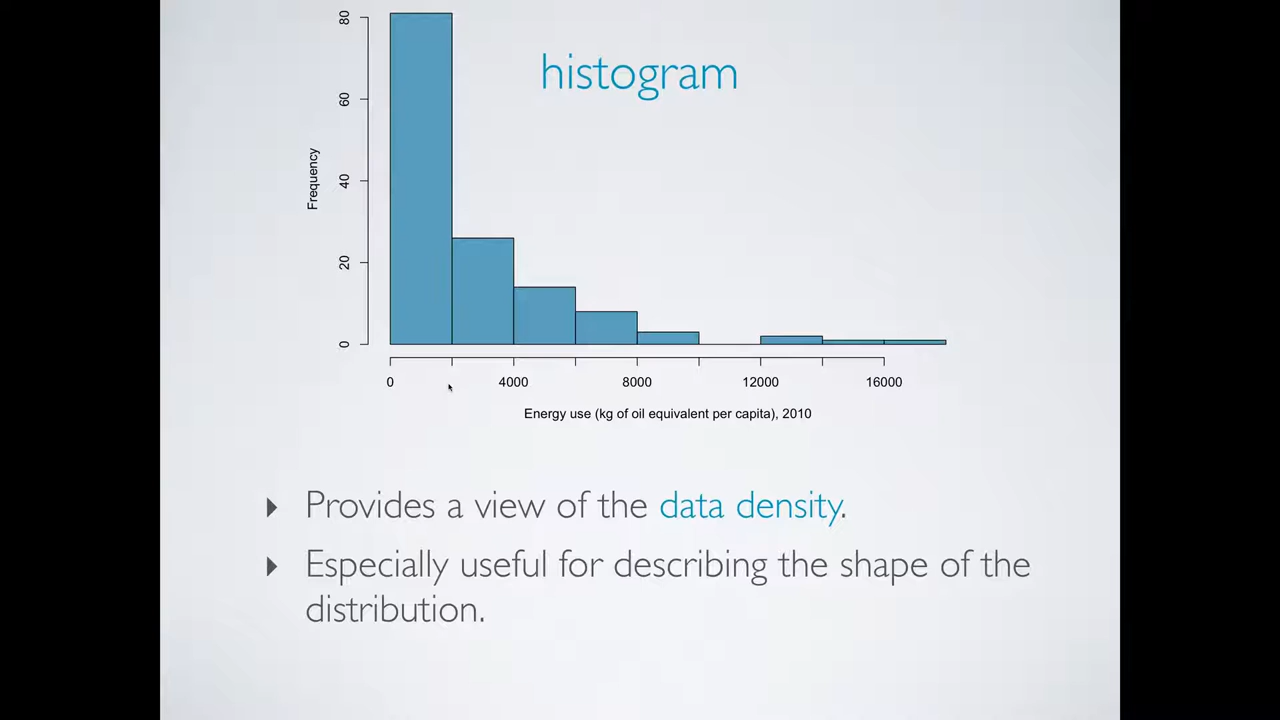 histogram
80
60
40
20
0
Frequency
0 4000 8000 12000 16000
Energy use (kg of oil equivalent per capita), 2010
Provides a view of the data density.
Especially useful for describing the shape of the
distribution.